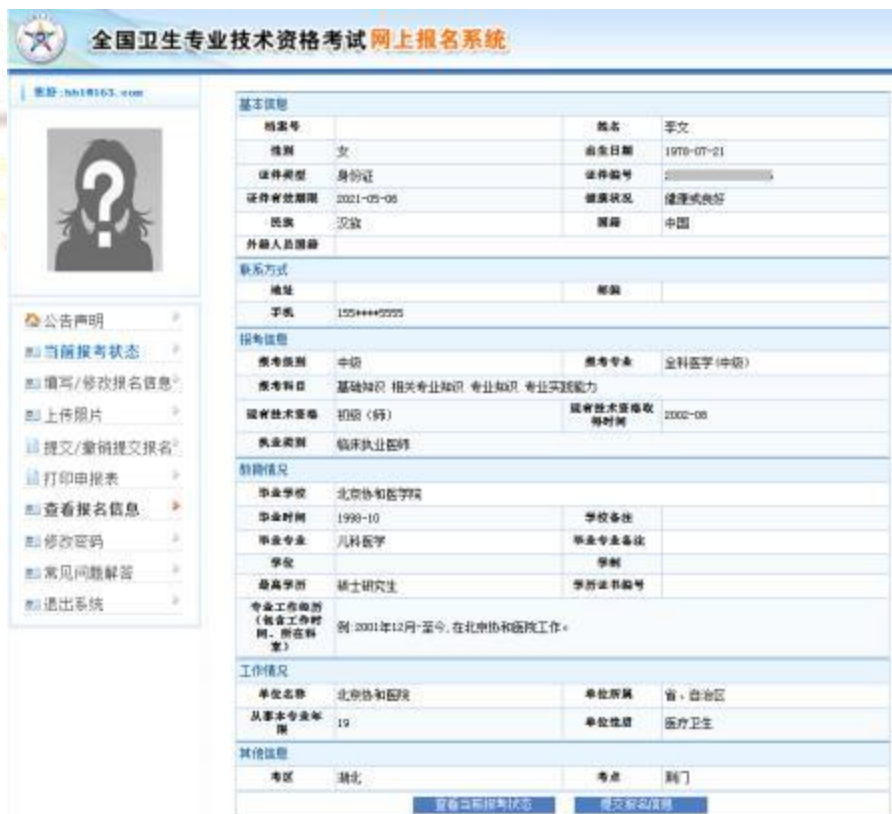 全国卫生专业技术资格考试网上报名系统
您好:hbl@163.com
公告声明
当前报考状态
填写/修改报名信息
上传照片
提交/撤销提交报名
打印申报表
查看报名信息
修改密码
常见问题解答
退出系统
基本信息
档案号 姓名 李文
性别 女 出生日期 1978-07-21
证件类型 身份证 证件编号
证件有效期限 2021-05-06 健康状况 健康或良好
民族 汉族 国籍 中国
外籍人员国籍
联系方式
地址 邮编
手机 155****5555
报考信息
报考级别 中级 报考专业 全科医学(中级)
报考科目 基础知识 相关专业知识 专业知识 专业实践能力
现有技术资格 初级(师) 现有技术资格取得时间 2002-08
执业类别 临床执业医师
教育情况
毕业学校 北京协和医学院
毕业时间 1998-10 学校备注
毕业专业 儿科医学 毕业专业备注
学位 学制
最高学历 硕士研究生 学历证书编号
专业工作经历(包含工作时间、所在科室) 例:2001年12月-至今,在北京协和医院工作。
工作情况
单位名称 北京协和医院 单位所属 省、自治区
从事本专业年限 19 单位性质 医疗卫生
其他信息
考区 湖北 考点 荆门
查看当前报考状态 提交报名信息